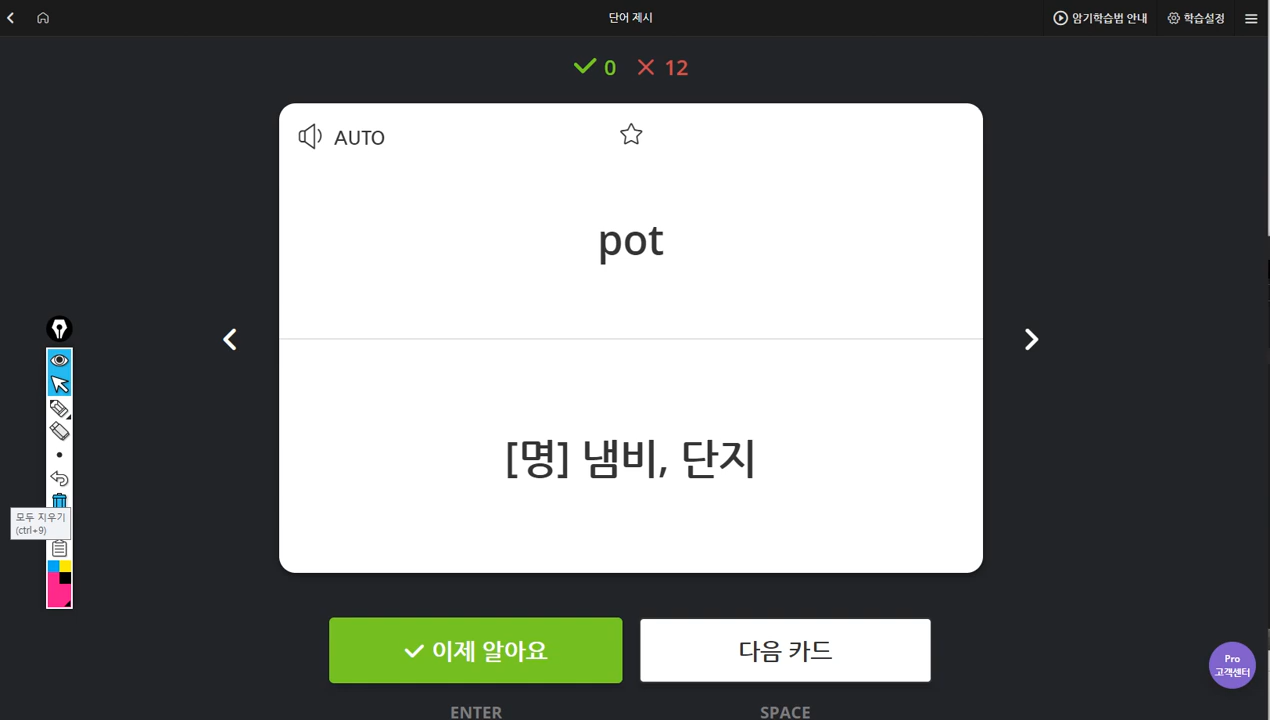 단어 제시
암기학습법 안내
학습설정
0
12
AUTO
pot
[명] 냄비, 단지
모두 지우기
(ctrl+9)
이제 알아요
다음 카드
Pro
고객센터
ENTER
SPACE